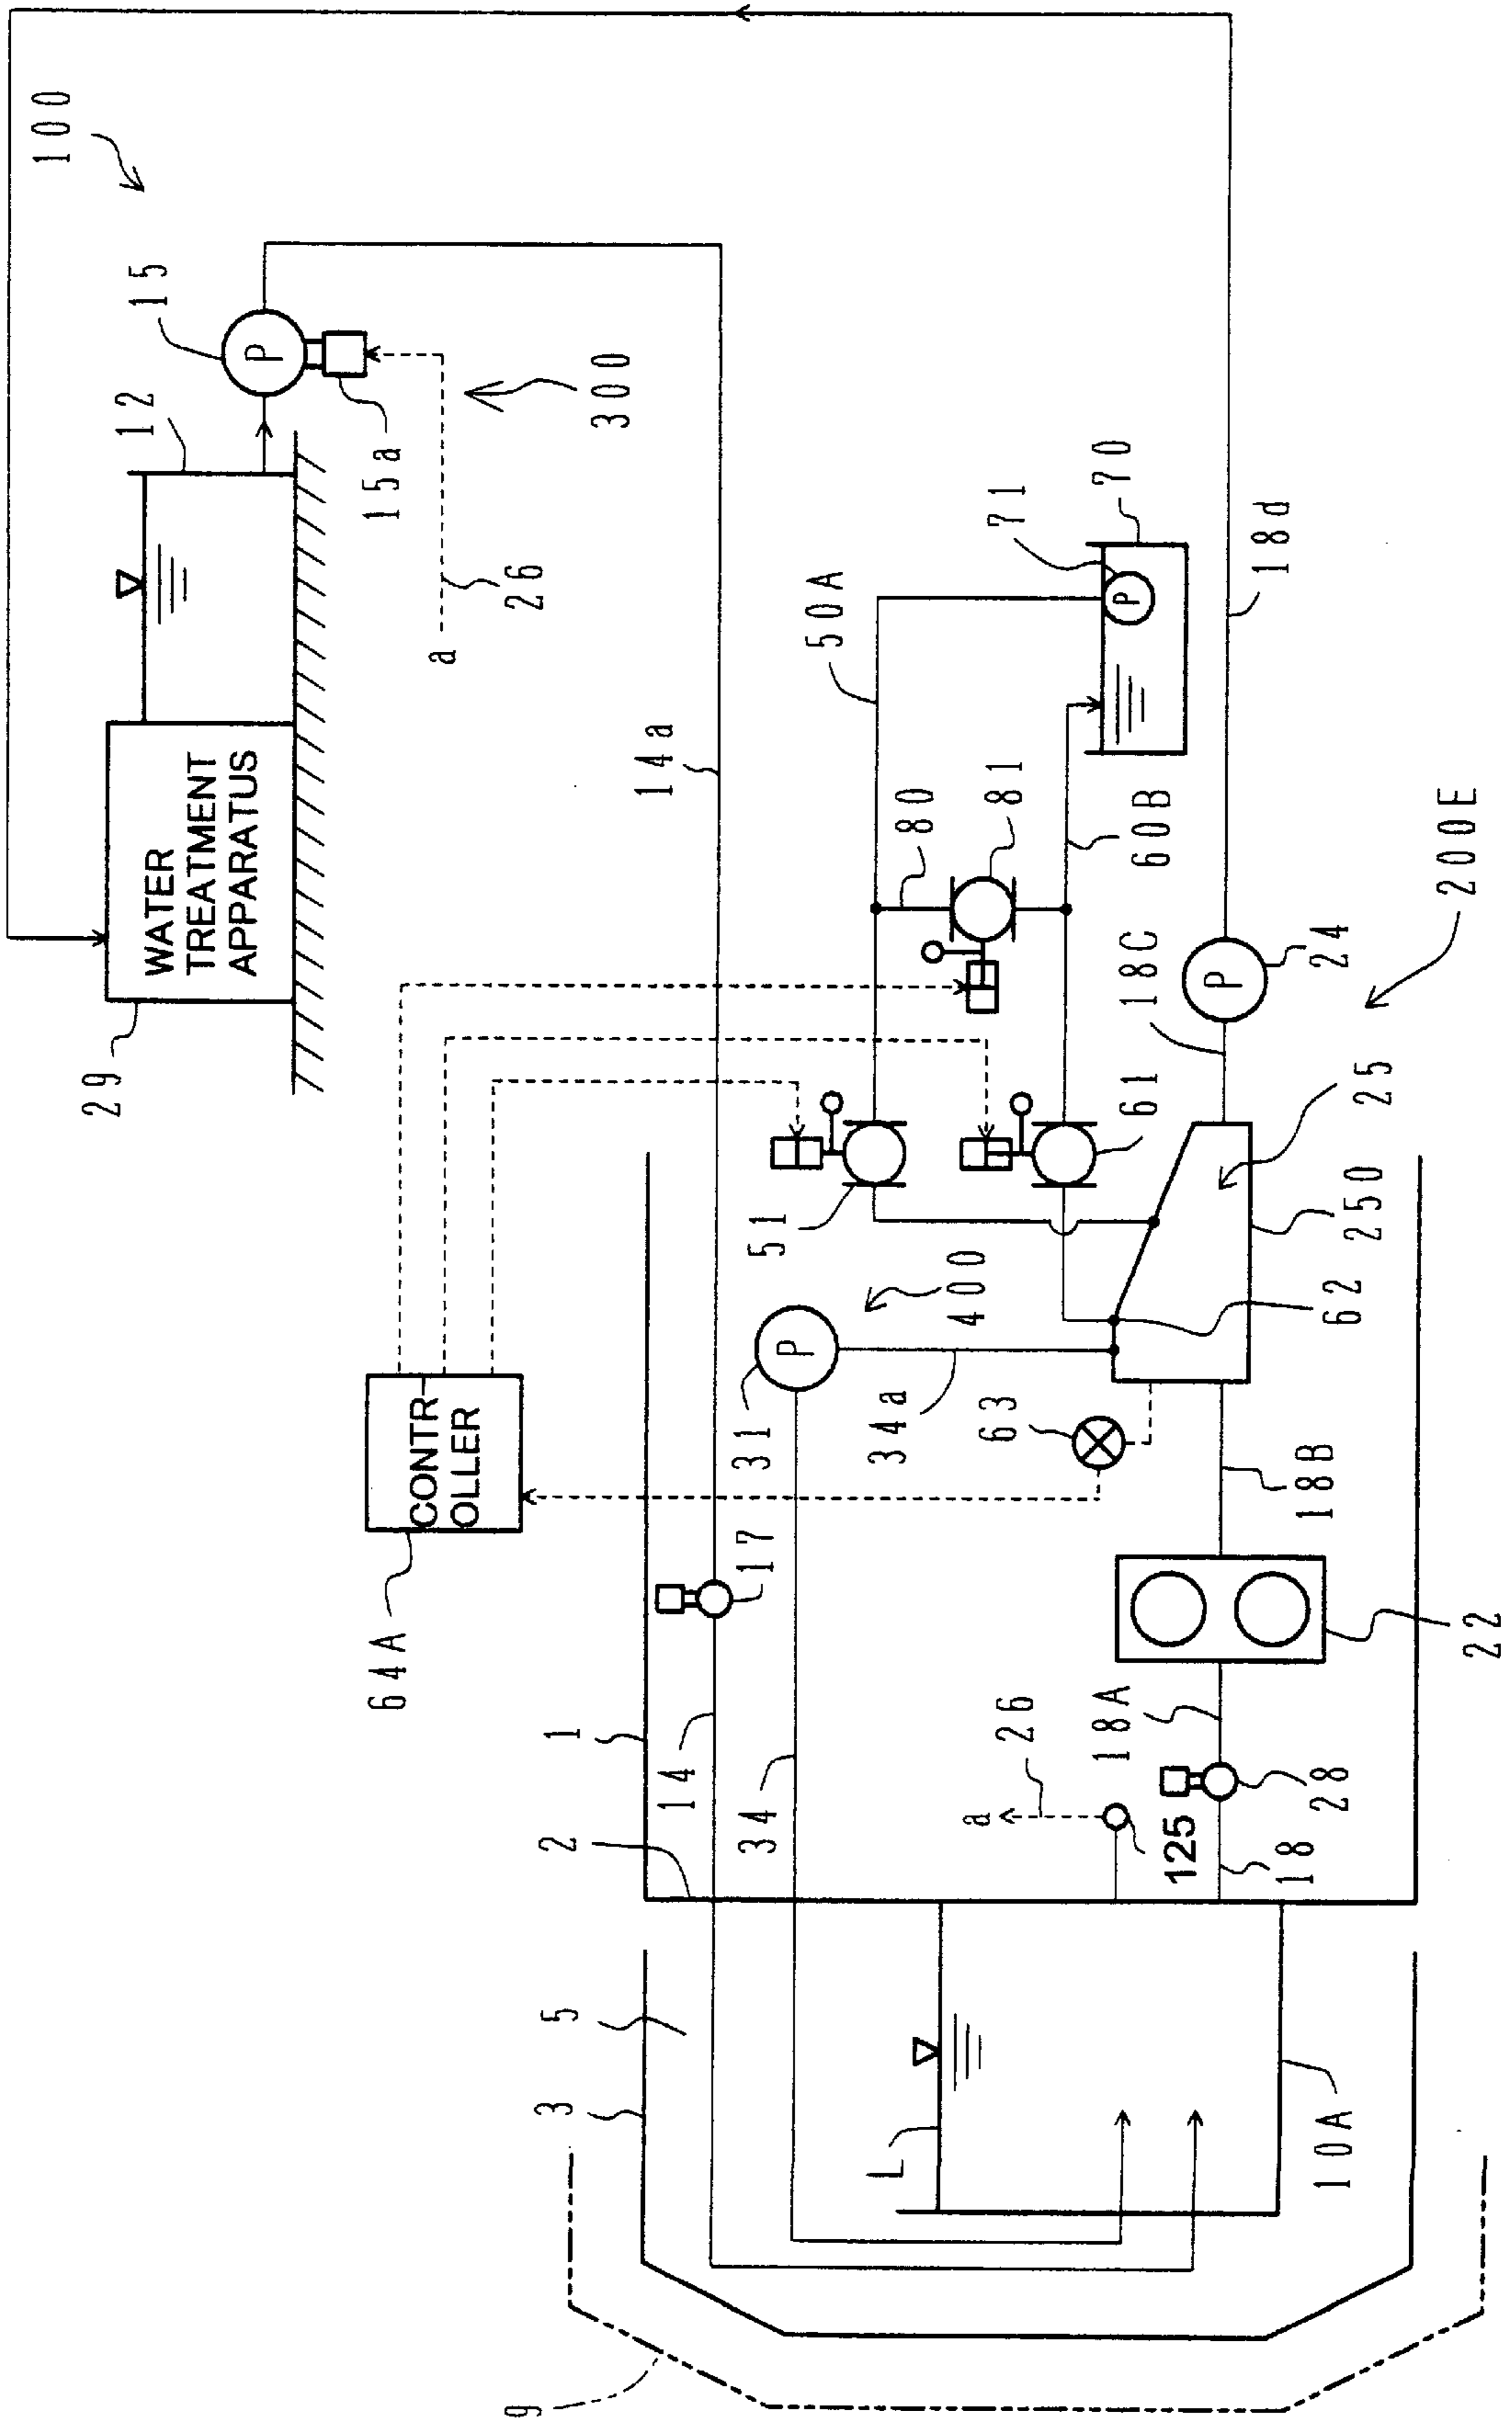 100
15
P
12
15a
300
26
a
WATER
TREATMENT
APPARATUS
29
14a
50A
71
70
P
18d
80
81
60B
18C
P
24
200E
51
61
25
250
62
400
P
31
34a
63
18B
CONTR
OLLER
64A
17
22
1
14
34
2
a
26
18A
125
28
18
5
3
L
10A
9